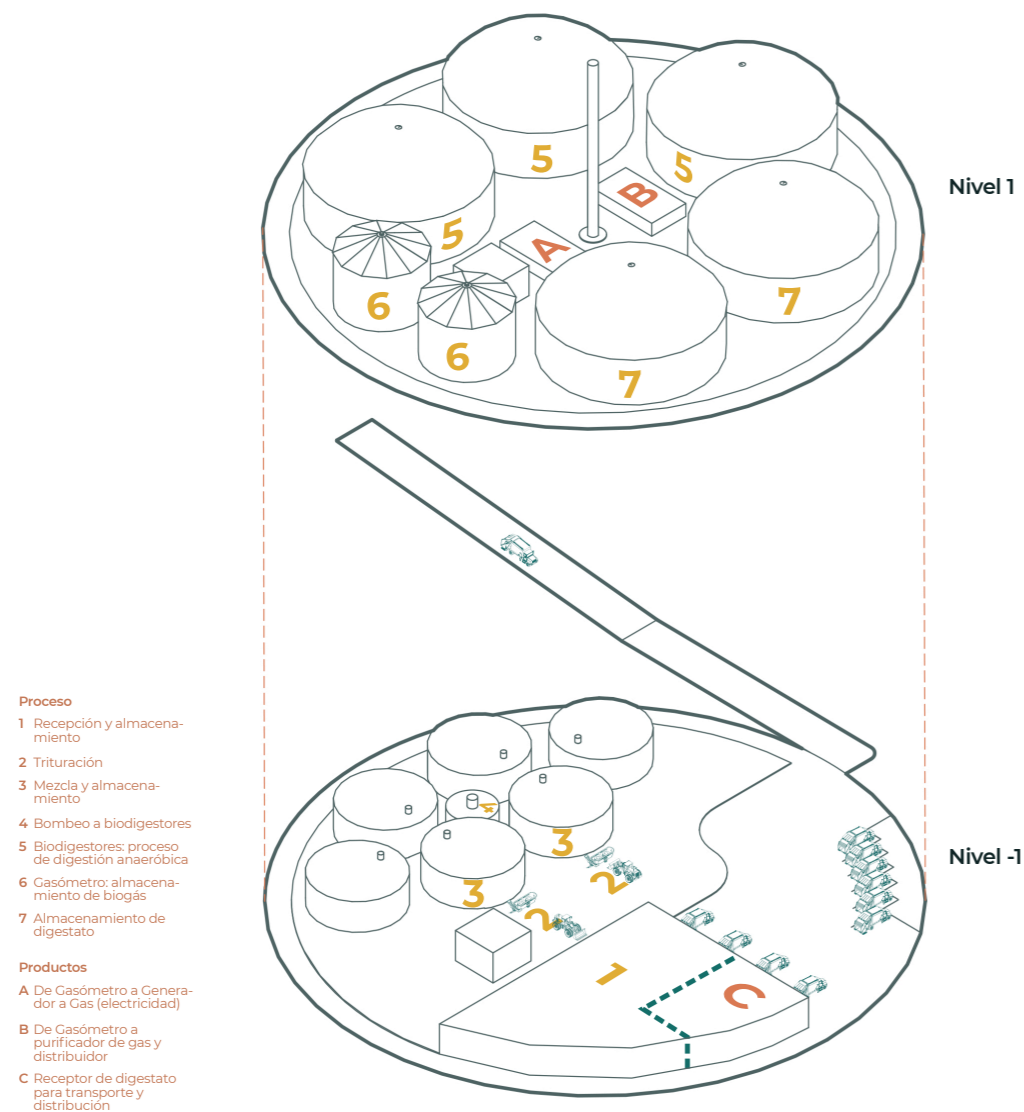 5
5
Nivel 1
B
5
A
7
6
6
7
Proceso
1 Recepción y almacena-
miento
2 Trituración
3 Mezcla y almacena-
miento
4 Bombeo a biodigestores
5 Biodigestores: proceso
de digestión anaeróbica
6 Gasómetro: almacena-
miento de biogás
7 Almacenamiento de
digestato
Productos
A De Gasómetro a Genera-
dor a Gas (electricidad)
B De Gasómetro a
purificador de gas y
distribuidor
C Receptor de digestato
para transporte y
distribución
4
3
Nivel -1
3
2
2
1
C